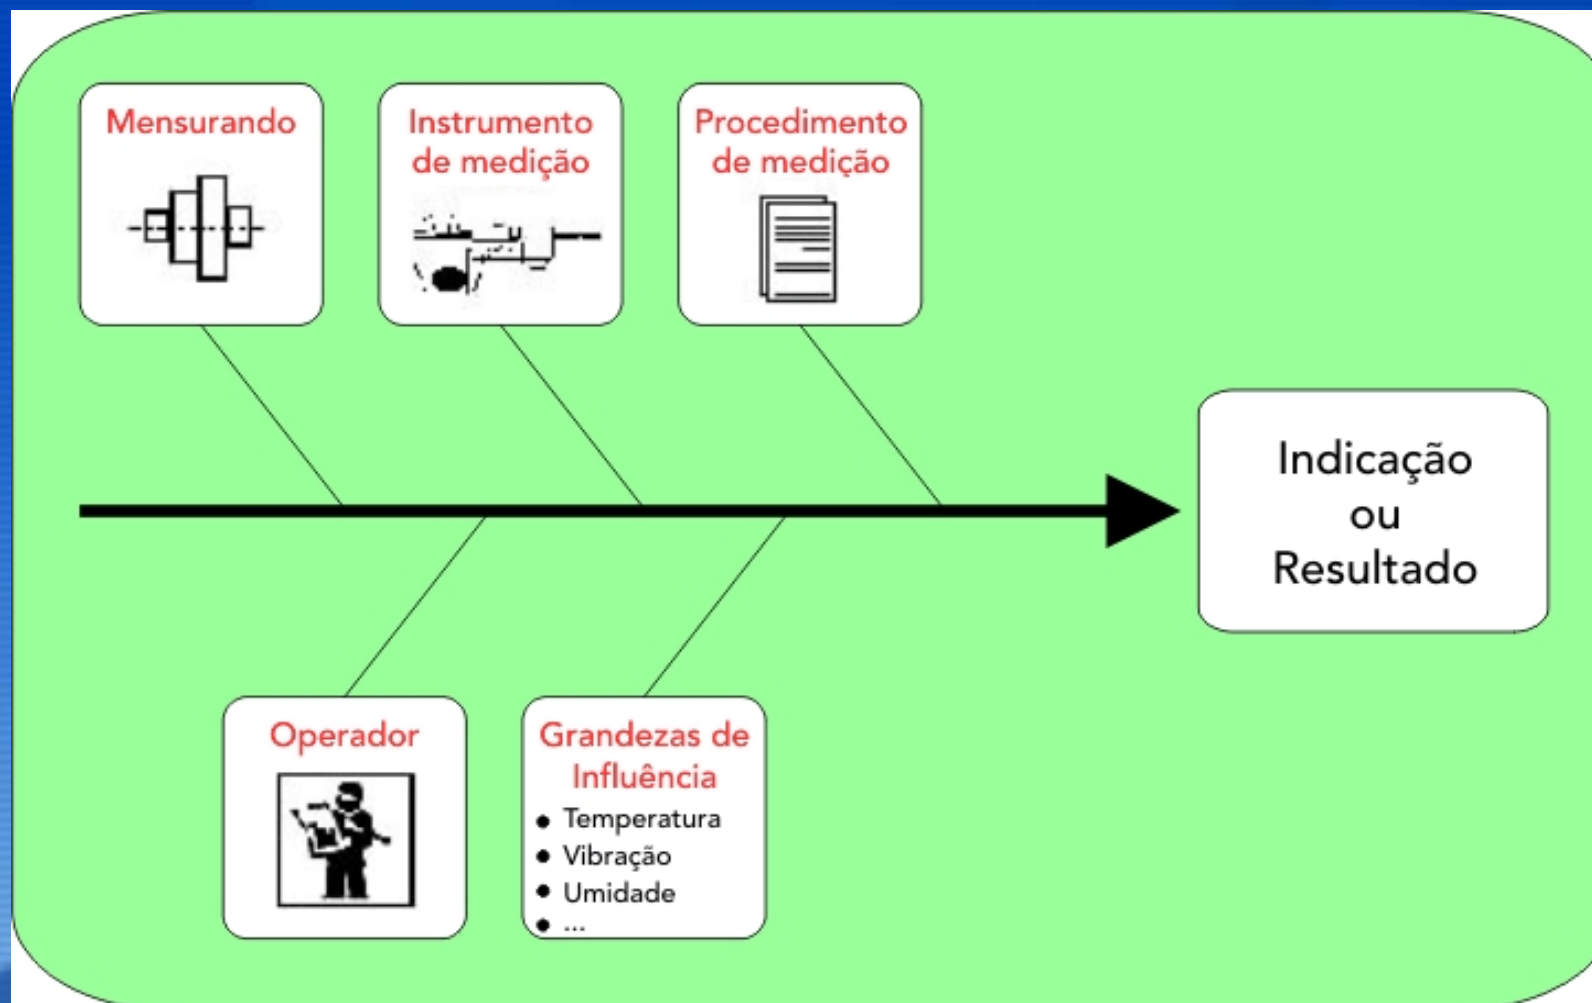 Mensurando
Instrumento
de medição
Procedimento
de medição
Indicação
ou
Resultado
Operador
Grandezas de
Influência
• Temperatura
• Vibração
• Umidade
• ...